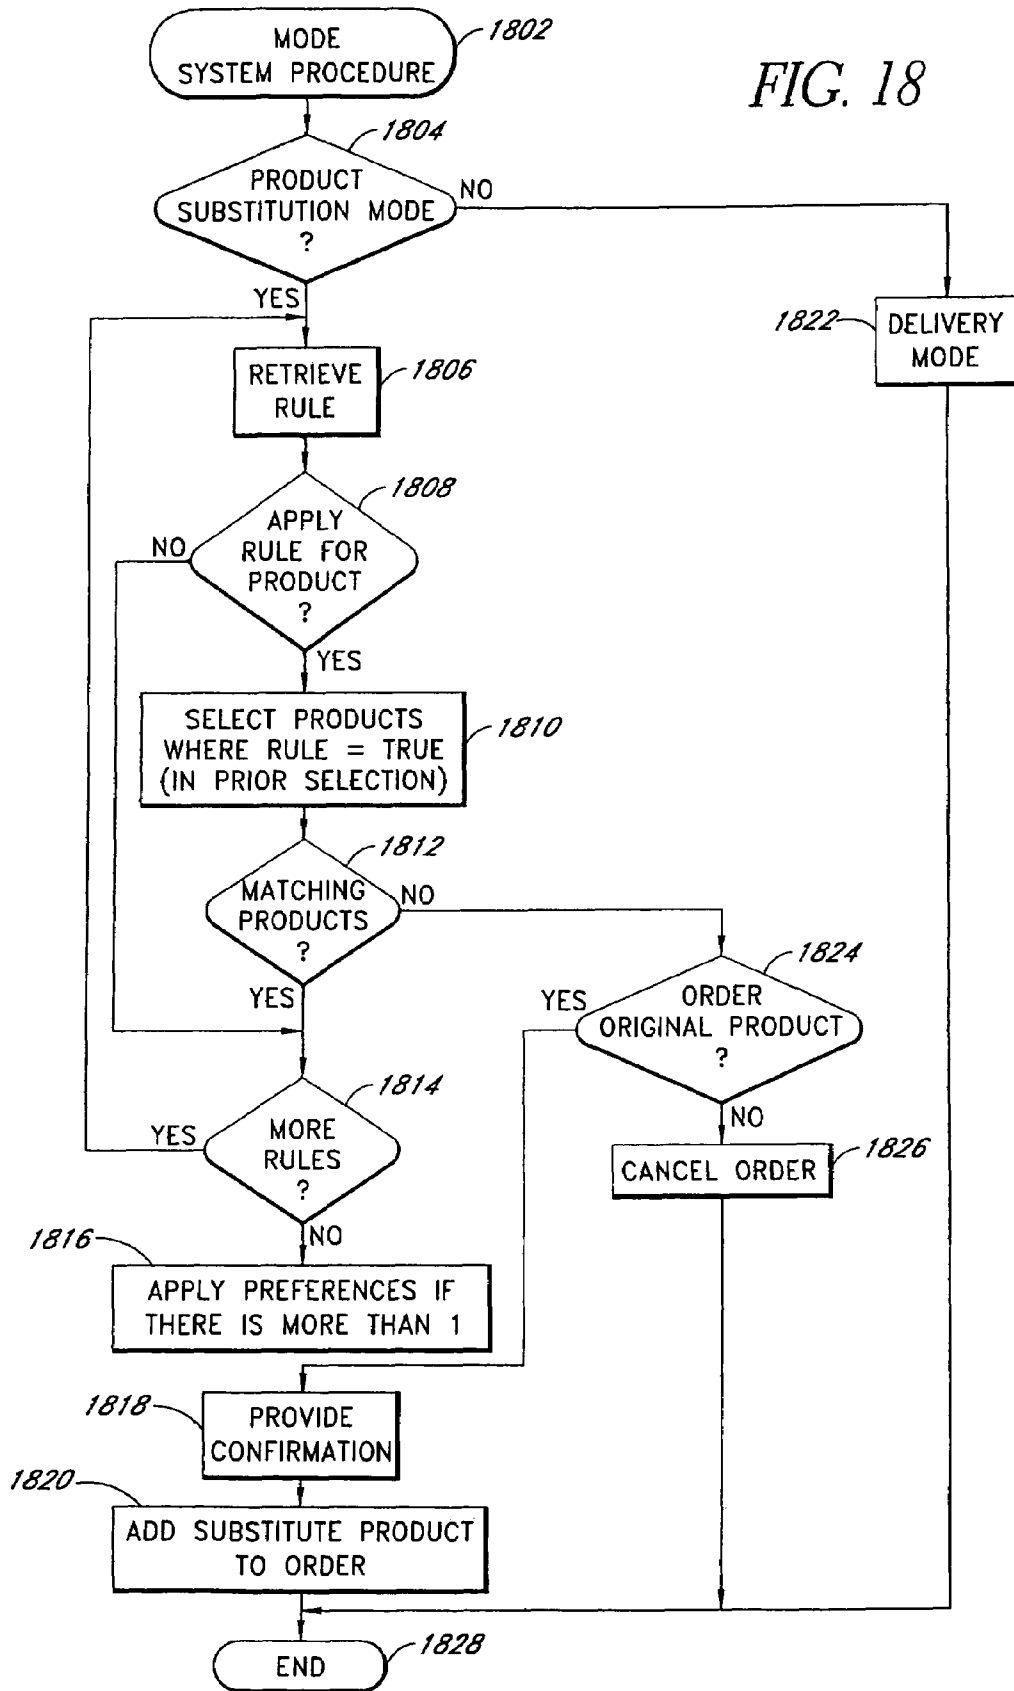 MODE
SYSTEM PROCEDURE
1802
FIG. 18
1804
PRODUCT
SUBSTITUTION MODE
?
NO
YES
1822
DELIVERY
MODE
RETRIEVE
RULE
1806
1808
APPLY
RULE FOR
PRODUCT
?
NO
YES
SELECT PRODUCTS
WHERE RULE = TRUE
(IN PRIOR SELECTION)
1810
1812
MATCHING
PRODUCTS
?
NO
YES
1824
ORDER
ORIGINAL PRODUCT
?
YES
NO
1814
MORE
RULES
?
YES
NO
CANCEL ORDER
1826
1816
APPLY PREFERENCES IF
THERE IS MORE THAN 1
1818
PROVIDE
CONFIRMATION
1820
ADD SUBSTITUTE PRODUCT
TO ORDER
END
1828